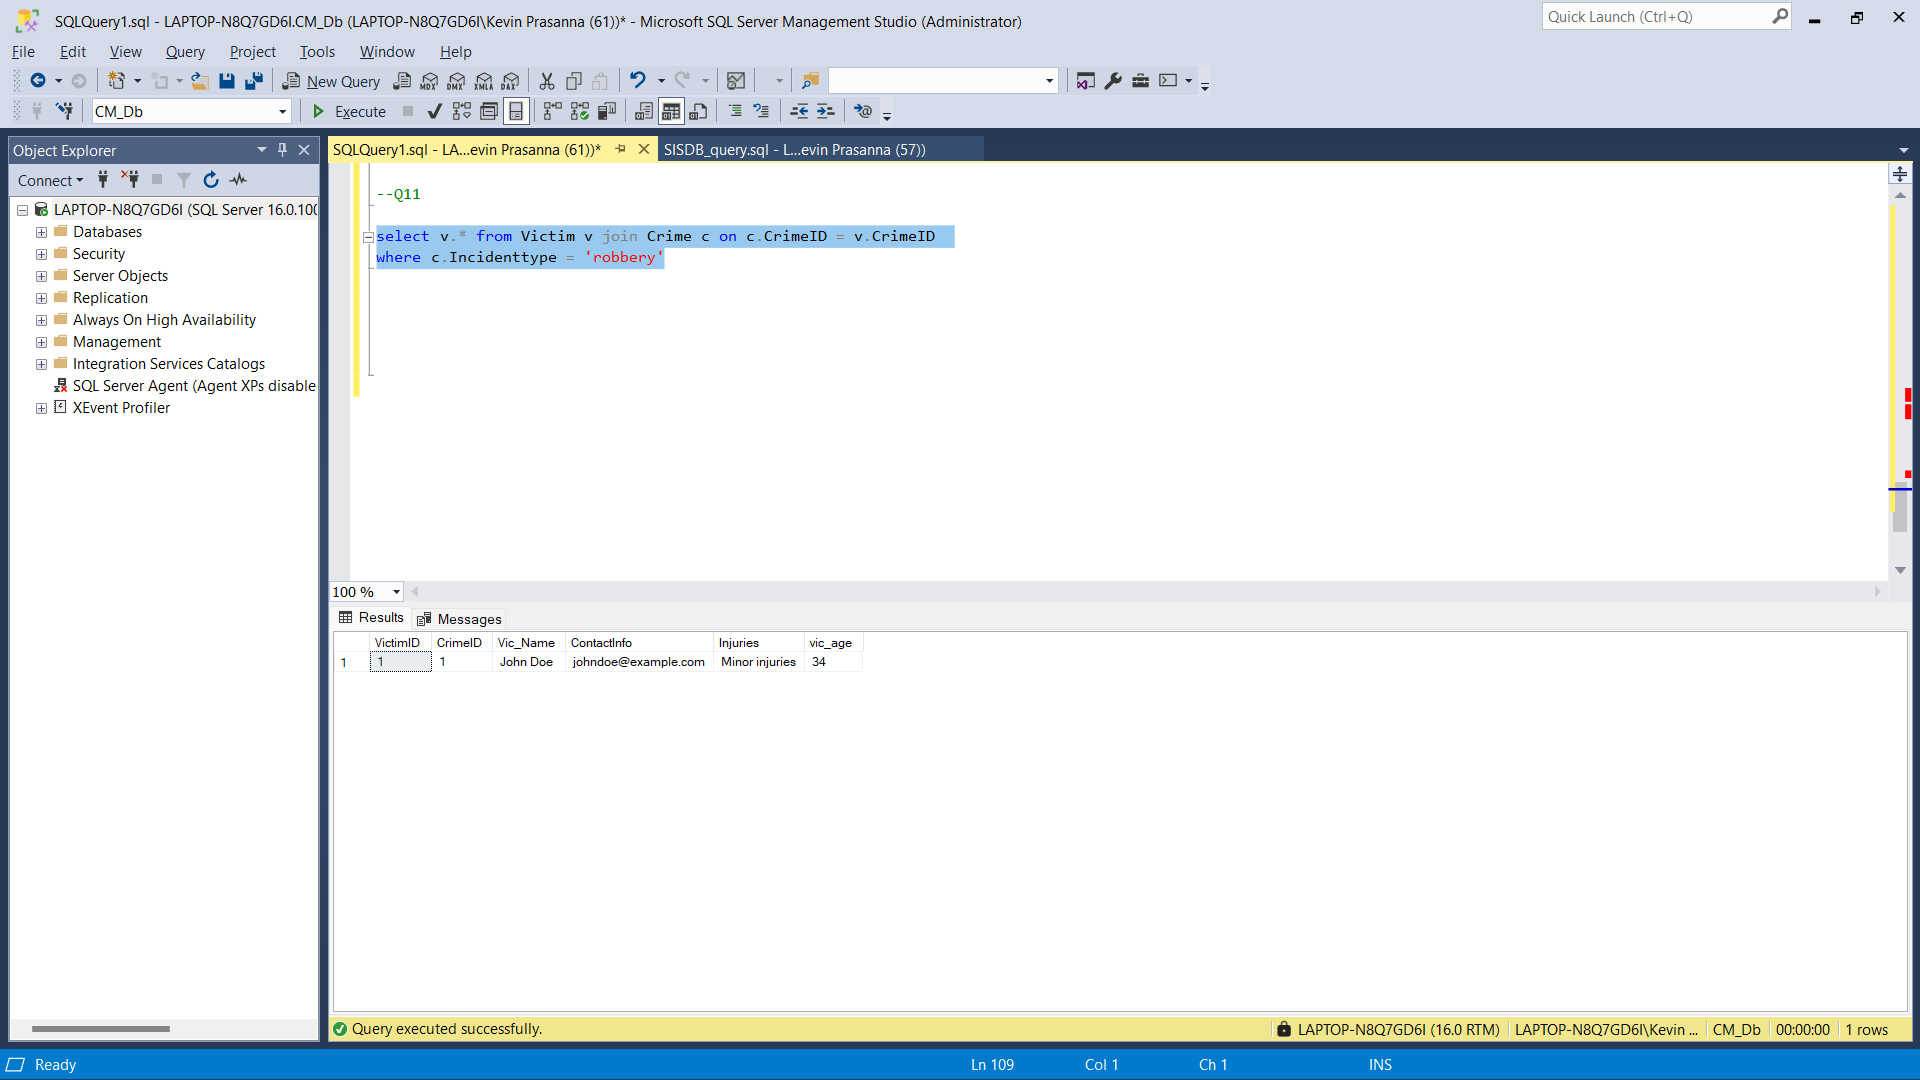 SQLQuery1.sql - LAPTOP-N8Q7GD6I.CM_Db (LAPTOP-N8Q7GD6I\Kevin Prasanna (61))* - Microsoft SQL Server Management Studio (Administrator)
Quick Launch (Ctrl+Q)
File Edit View Query Project Tools Window Help
New Query
MDX DMX XMLA DAX
CM_Db
Execute
Object Explorer
SQLQuery1.sql - LA...evin Prasanna (61))*
SISDB_query.sql - L...evin Prasanna (57))
Connect
LAPTOP-N8Q7GD6I (SQL Server 16.0.100
Databases
Security
Server Objects
Replication
Always On High Availability
Management
Integration Services Catalogs
SQL Server Agent (Agent XPs disable
XEvent Profiler
--Q11
select v.* from Victim v join Crime c on c.CrimeID = v.CrimeID
where c.Incidenttype = 'robbery'
100 %
Results Messages
VictimID CrimeID Vic_Name ContactInfo Injuries vic_age
1 1 1 John Doe johndoe@example.com Minor injuries 34
Query executed successfully.
LAPTOP-N8Q7GD6I (16.0 RTM) LAPTOP-N8Q7GD6I\Kevin ... CM_Db 00:00:00 1 rows
Ready Ln 109 Col 1 Ch 1 INS